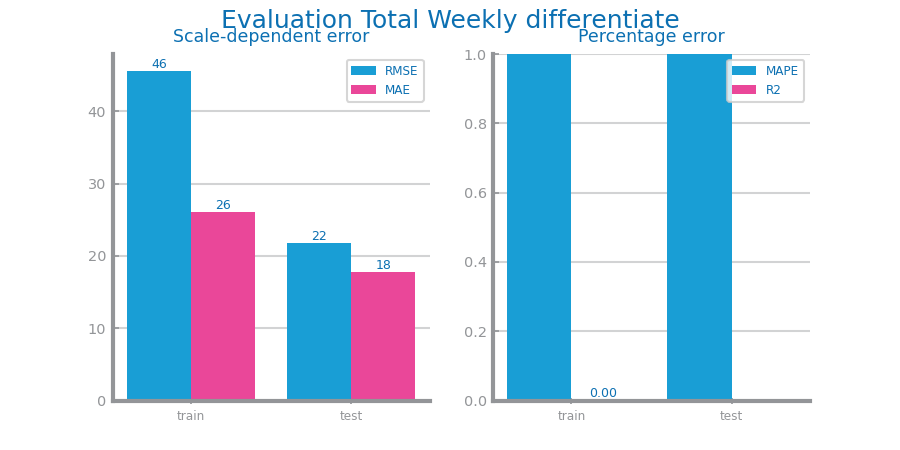 Evaluation Total Weekly differentiate
Scale-dependent error
46
26
22
18
RMSE
MAE
40
30
20
10
0
train
test
Percentage error
MAPE
R2
1.0
0.8
0.6
0.4
0.2
0.0
0.00
train
test